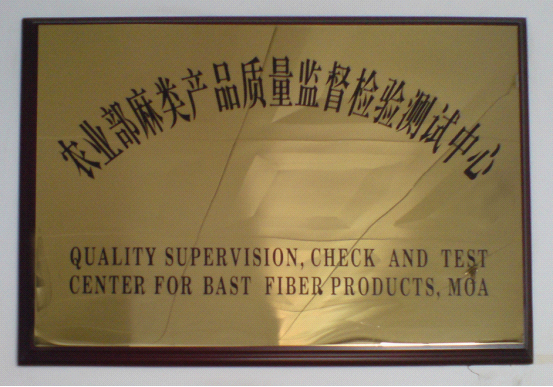 农业部麻类产品质量监督检验测试中心
QUALITY SUPERVISION, CHECK AND TEST
CENTER FOR BAST FIBER PRODUCTS, MOA